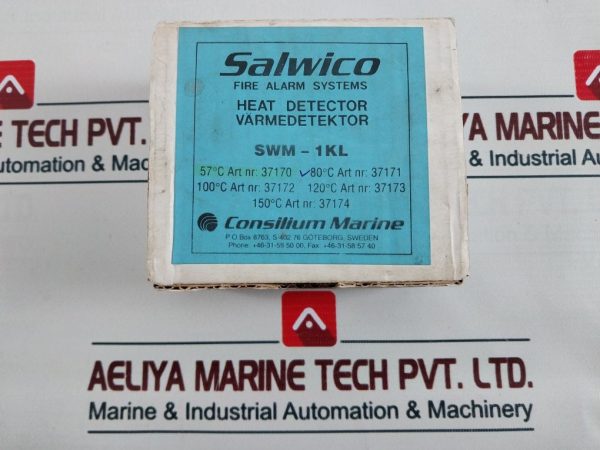 Salwico
FIRE ALARM SYSTEMS
HEAT DETECTOR
VÄRMEDETEKTOR
SWM - 1KL
57°C Art nr: 37170 ✓80°C Art nr: 37171
100°C Art nr: 37172 120°C Art nr: 37173
150°C Art nr: 37174
Consilium Marine
P O Box 8763, S-402 76 GÖTEBORG, SWEDEN
Phone: +46-31-58 50 00, Fax +46-31-58 57 40
TECH PVT.
Industrial Au
AELIYA MARI
Marine & Industrial
AELIYA MARINE TECH PVT. LTD.
Marine & Industrial Automation & Machinery